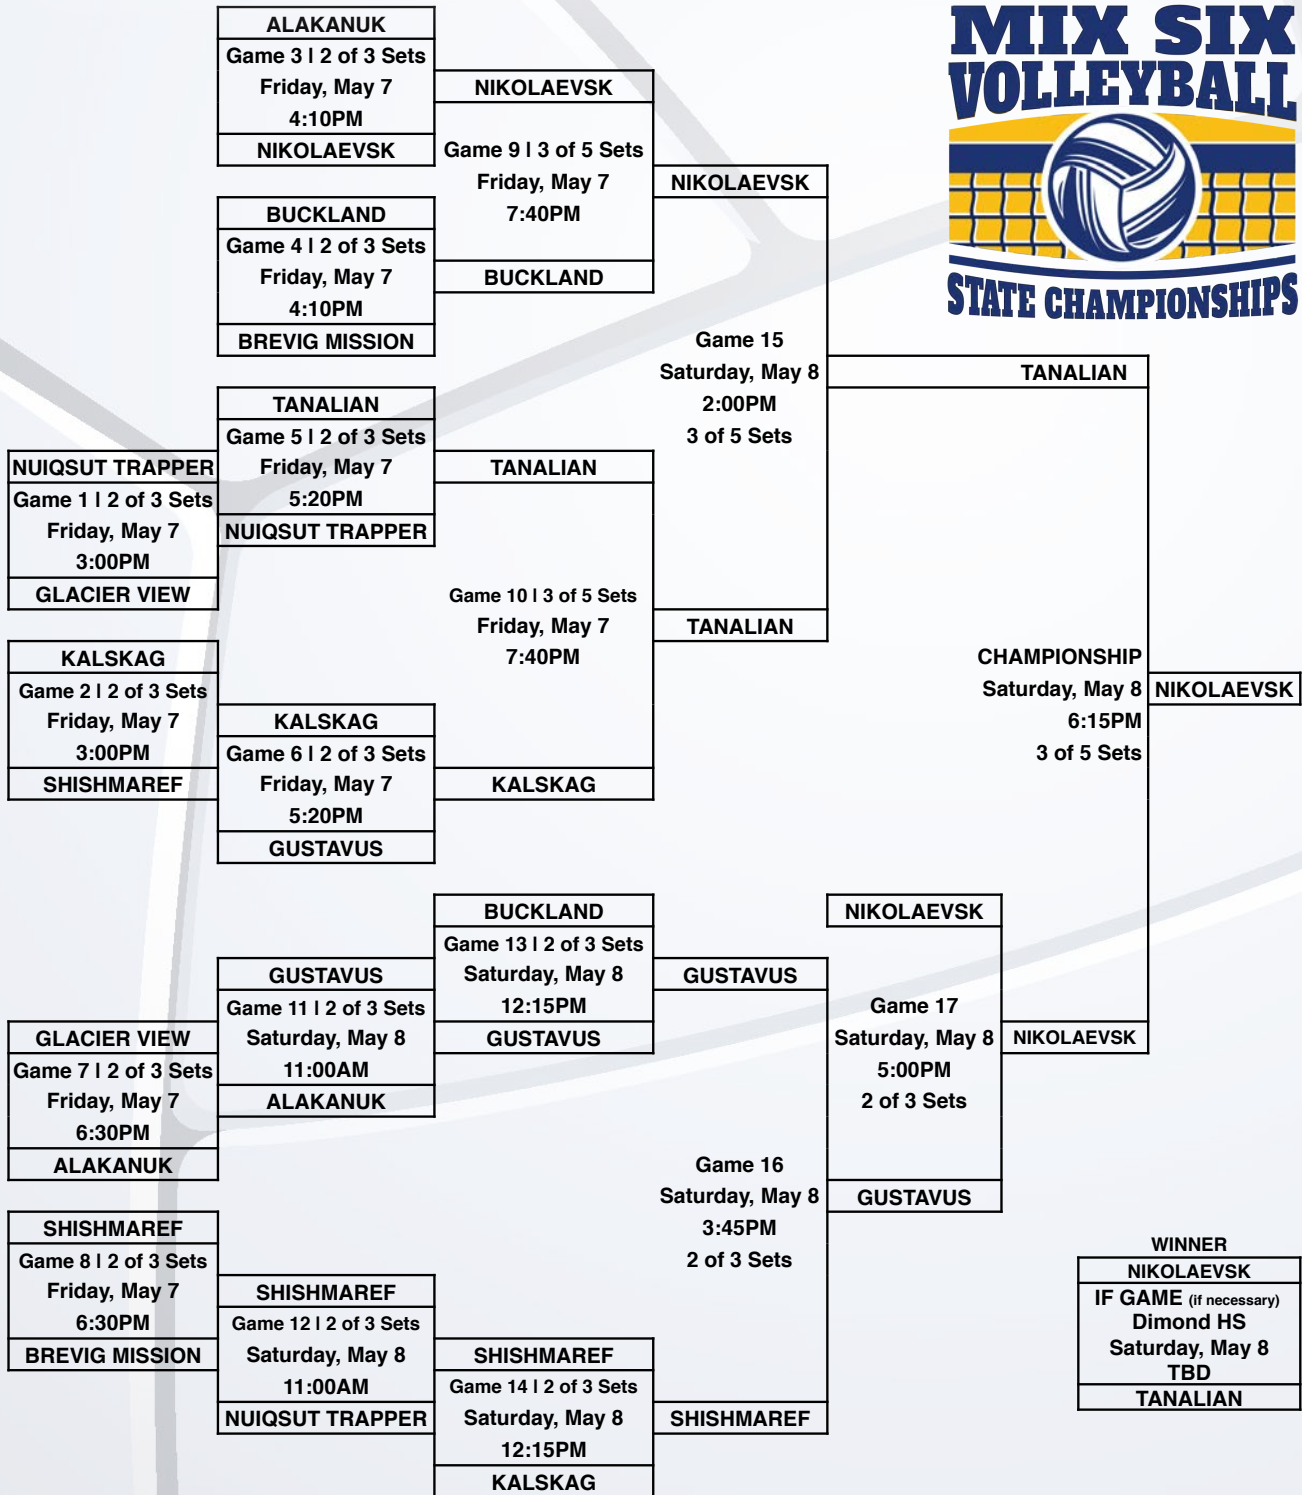 MIX SIX
VOLLEYBALL
STATE CHAMPIONSHIPS
ALAKANUK
Game 3 | 2 of 3 Sets
Friday, May 7
4:10PM
NIKOLAEVSK
BUCKLAND
Game 4 | 2 of 3 Sets
Friday, May 7
4:10PM
BREVIG MISSION
NIKOLAEVSK
Game 9 | 3 of 5 Sets
Friday, May 7
7:40PM
BUCKLAND
NUIQSUT TRAPPER
Game 1 | 2 of 3 Sets
Friday, May 7
3:00PM
GLACIER VIEW
TANALIAN
Game 5 | 2 of 3 Sets
Friday, May 7
5:20PM
NUIQSUT TRAPPER
KALSKAG
Game 2 | 2 of 3 Sets
Friday, May 7
3:00PM
SHISHMAREF
KALSKAG
Game 6 | 2 of 3 Sets
Friday, May 7
5:20PM
GUSTAVUS
TANALIAN
Game 10 | 3 of 5 Sets
Friday, May 7
7:40PM
KALSKAG
NIKOLAEVSK
Game 15
Saturday, May 8
2:00PM
3 of 5 Sets
TANALIAN
TANALIAN
CHAMPIONSHIP
Saturday, May 8
6:15PM
3 of 5 Sets
NIKOLAEVSK
GLACIER VIEW
Game 7 | 2 of 3 Sets
Friday, May 7
6:30PM
ALAKANUK
GUSTAVUS
Game 11 | 2 of 3 Sets
Saturday, May 8
11:00AM
ALAKANUK
BUCKLAND
Game 13 | 2 of 3 Sets
Saturday, May 8
12:15PM
GUSTAVUS
SHISHMAREF
Game 8 | 2 of 3 Sets
Friday, May 7
6:30PM
BREVIG MISSION
SHISHMAREF
Game 12 | 2 of 3 Sets
Saturday, May 8
11:00AM
NUIQSUT TRAPPER
SHISHMAREF
Game 14 | 2 of 3 Sets
Saturday, May 8
12:15PM
KALSKAG
GUSTAVUS
Game 16
Saturday, May 8
3:45PM
2 of 3 Sets
SHISHMAREF
NIKOLAEVSK
Game 17
Saturday, May 8
5:00PM
2 of 3 Sets
GUSTAVUS
NIKOLAEVSK
WINNER
NIKOLAEVSK
IF GAME (if necessary)
Dimond HS
Saturday, May 8
TBD
TANALIAN